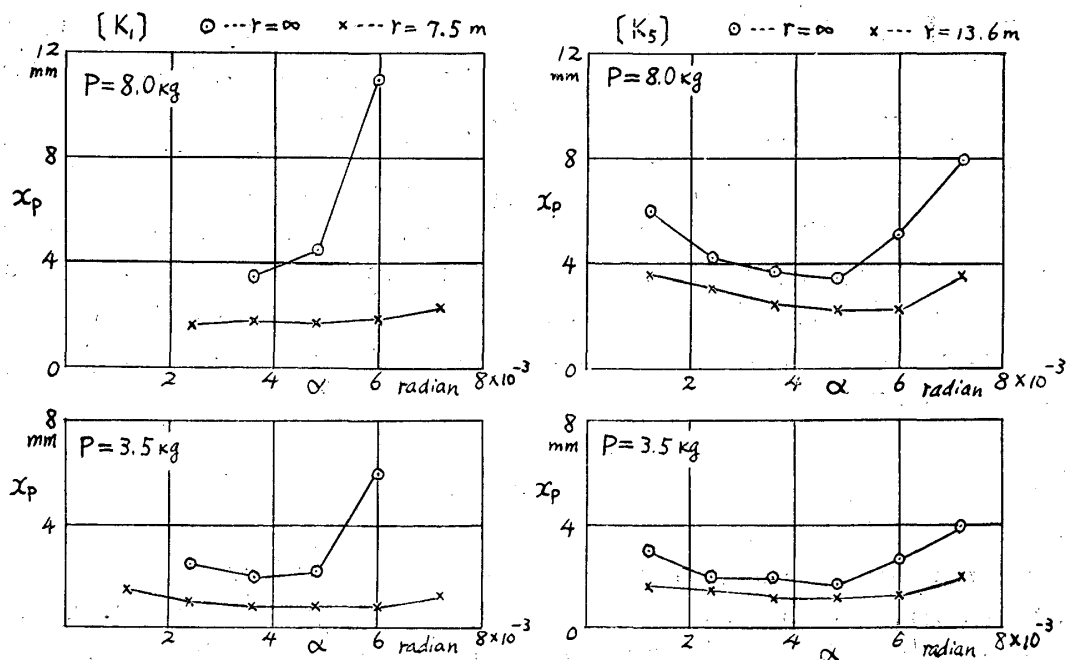 [K₁] ⊙ --- r = ∞ × --- r = 7.5 m
12
mm
P = 8.0 kg
8
xₚ
4
0
2 4 α 6 radian 8×10⁻³
8
mm
P = 3.5 kg
xₚ
4
0
2 4 α 6 radian 8×10⁻³
[K₅] ⊙ --- r = ∞ × --- r = 13.6 m
12
mm
P = 8.0 kg
8
xₚ
4
0
2 4 α 6 radian 8×10⁻³
8
mm
P = 3.5 kg
xₚ
4
0
2 4 α 6 radian 8×10⁻³